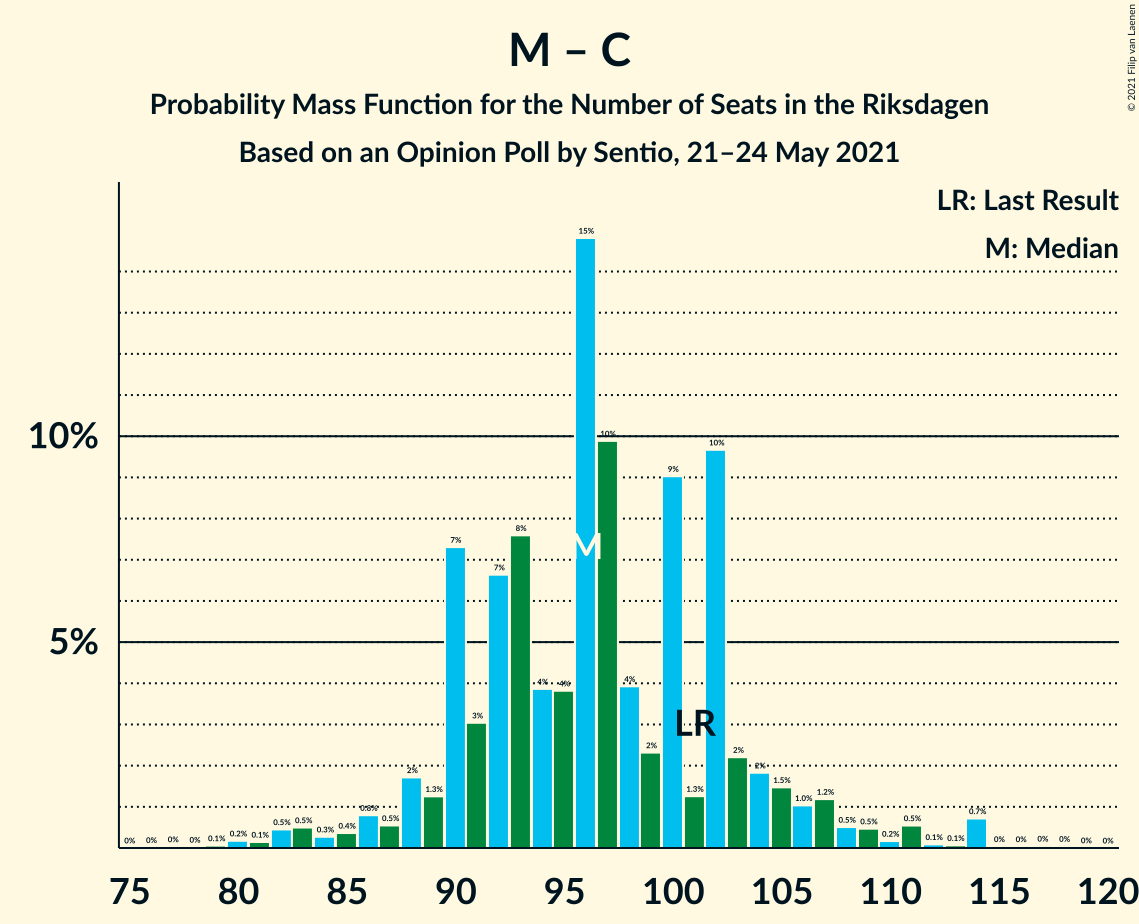 M – C
Probability Mass Function for the Number of Seats in the Riksdagen
Based on an Opinion Poll by Sentio, 21–24 May 2021
© 2021 Filip van Laenen
LR: Last Result
M: Median
10%
5%
0% 0% 0% 0% 0.1% 0.2% 0.1% 0.5% 0.5% 0.3% 0.4% 0.8% 0.5% 2% 1.3% 7% 3% 7% 8% 4% 4% 15% 10% 4% 2% 9% 1.3% 10% 2% 2% 1.5% 1.0% 1.2% 0.5% 0.5% 0.2% 0.5% 0.1% 0.1% 0.7% 0% 0% 0% 0% 0% 0%
M
LR
75 80 85 90 95 100 105 110 115 120